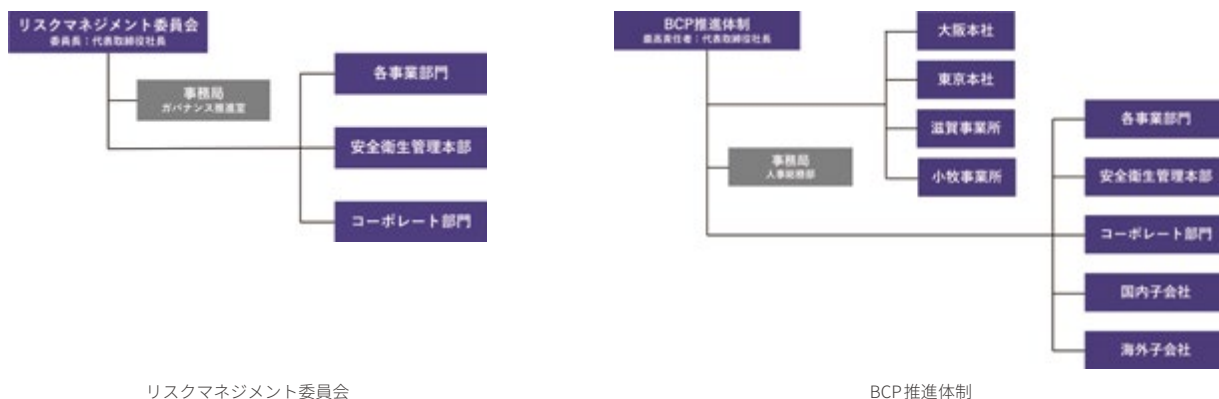 リスクマネジメント委員会
委員長：代表取締役社長
事務局
ガバナンス推進室
各事業部門
安全衛生管理本部
コーポレート部門
リスクマネジメント委員会
BCP推進体制
最高責任者：代表取締役社長
大阪本社
東京本社
滋賀事業所
小牧事業所
事務局
人事総務部
各事業部門
安全衛生管理本部
コーポレート部門
国内子会社
海外子会社
BCP推進体制